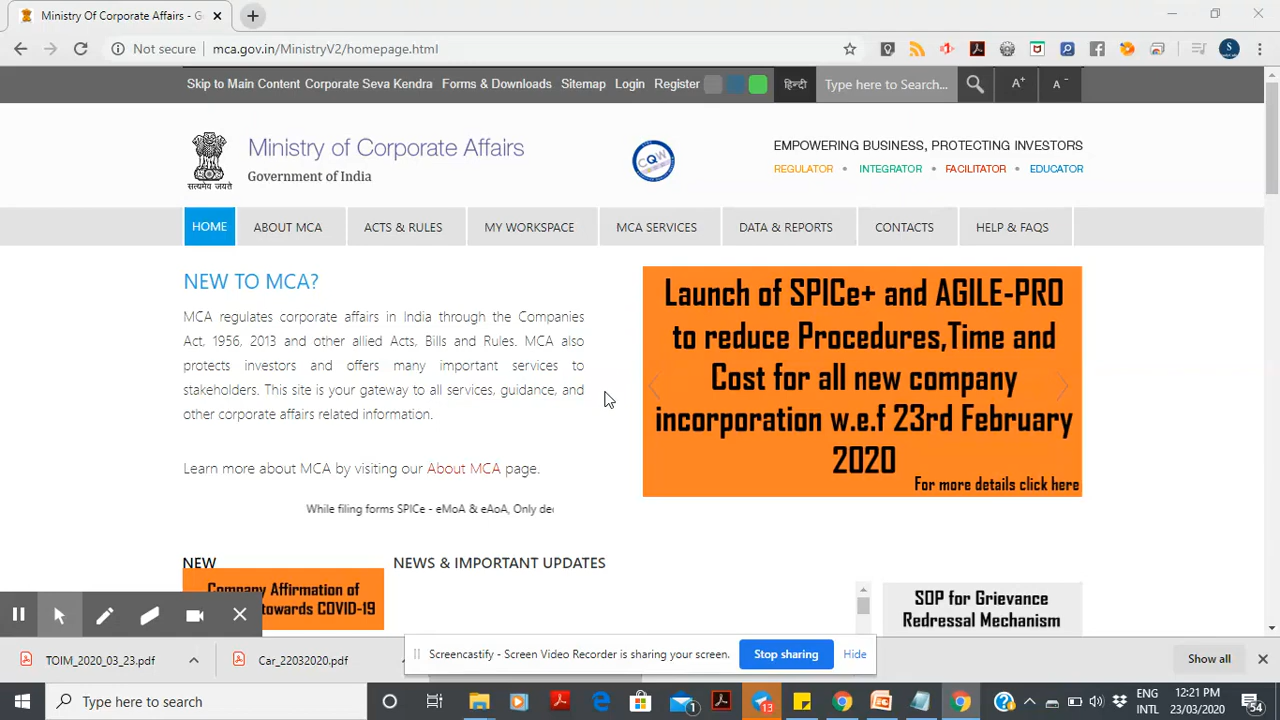 Ministry Of Corporate Affairs - G
Not secure mca.gov.in/MinistryV2/homepage.html
Skip to Main Content Corporate Seva Kendra Forms & Downloads Sitemap Login Register हिन्दी Type here to Search... A+ A-
Ministry of Corporate Affairs
Government of India
सत्यमेव जयते
CQW
EMPOWERING BUSINESS, PROTECTING INVESTORS
REGULATOR • INTEGRATOR • FACILITATOR • EDUCATOR
HOME ABOUT MCA ACTS & RULES MY WORKSPACE MCA SERVICES DATA & REPORTS CONTACTS HELP & FAQS
NEW TO MCA?
MCA regulates corporate affairs in India through the Companies
Act, 1956, 2013 and other allied Acts, Bills and Rules. MCA also
protects investors and offers many important services to
stakeholders. This site is your gateway to all services, guidance, and
other corporate affairs related information.
Learn more about MCA by visiting our About MCA page.
While filing forms SPICe - eMoA & eAoA, Only
Launch of SPICe+ and AGILE-PRO
to reduce Procedures,Time and
Cost for all new company
incorporation w.e.f 23rd February
2020
For more details click here
NEW
Company Affirmation of
towards COVID-19
NEWS & IMPORTANT UPDATES
SOP for Grievance
Redressal Mechanism
Screencastify - Screen Video Recorder is sharing your screen. Stop sharing Hide
TOIM_2020_03_23.pdf
Car_22032020.pdf
Show all
Type here to search
1
13
ENG
INTL
12:21 PM
23/03/2020
54